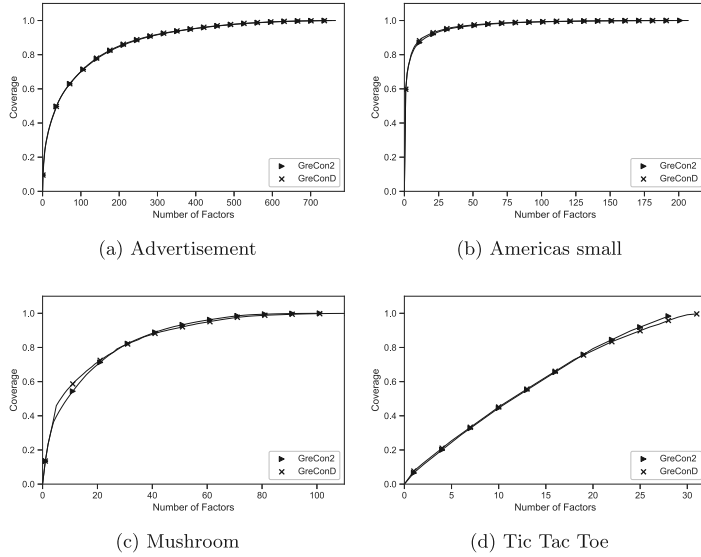 Coverage
1.0
0.8
0.6
0.4
0.2
0.0
GreCon2
GreConD
0 100 200 300 400 500 600 700
Number of Factors
(a) Advertisement
Coverage
1.0
0.8
0.6
0.4
0.2
0.0
GreCon2
GreConD
0 25 50 75 100 125 150 175 200
Number of Factors
(b) Americas small
Coverage
1.0
0.8
0.6
0.4
0.2
0.0
GreCon2
GreConD
0 20 40 60 80 100
Number of Factors
(c) Mushroom
Coverage
1.0
0.8
0.6
0.4
0.2
0.0
GreCon2
GreConD
0 5 10 15 20 25 30
Number of Factors
(d) Tic Tac Toe